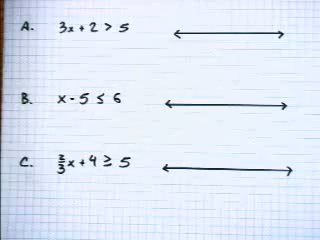 A. 3x + 2 > 5
B. x - 5 ≤ 6
C. 2/3x + 4 ≥ 5